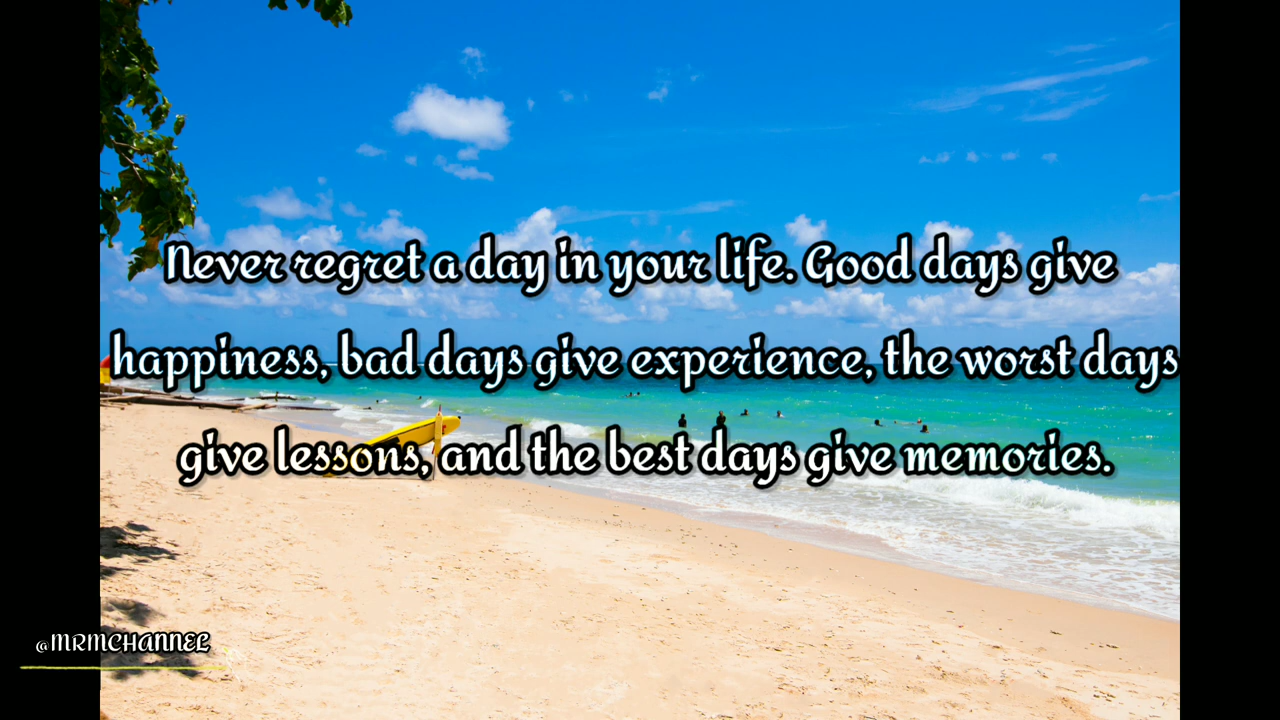 Never regret a day in your life. Good days give
happiness, bad days give experience, the worst days
give lessons, and the best days give memories.
@MRMCHANNEL